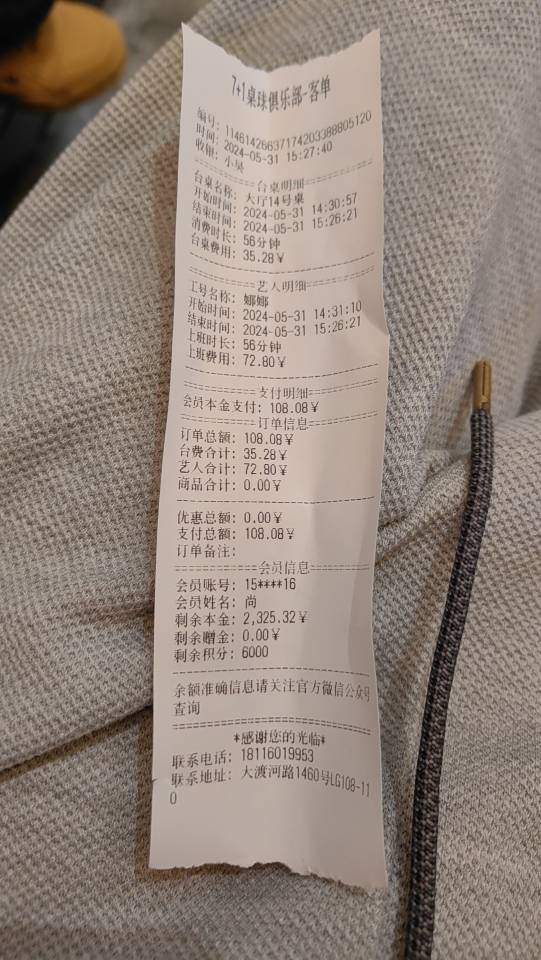 7+1桌球俱乐部-客单
编号: 11461426637174203388805120
时间: 2024-05-31 15:27:40
收银: 小吴
===========台桌明细===========
台桌名称: 大厅14号桌
开始时间: 2024-05-31 14:30:57
结束时间: 2024-05-31 15:26:21
消费时长: 56分钟
台桌费用: 35.28¥
===========艺人明细===========
工号名称: 娜娜
开始时间: 2024-05-31 14:31:10
结束时间: 2024-05-31 15:26:21
上班时长: 56分钟
上班费用: 72.80¥
===========支付明细===========
会员本金支付: 108.08¥
===========订单信息===========
订单总额: 108.08¥
台费合计: 35.28¥
艺人合计: 72.80¥
商品合计: 0.00¥
优惠总额: 0.00¥
支付总额: 108.08¥
订单备注:
===========会员信息===========
会员账号: 15****16
会员姓名: 尚
剩余本金: 2,325.32¥
剩余赠金: 0.00¥
剩余积分: 6000
余额准确信息请关注官方微信公众号
查询
*感谢您的光临*
联系电话: 18116019953
联系地址: 大渡河路1460号LG108-11
0